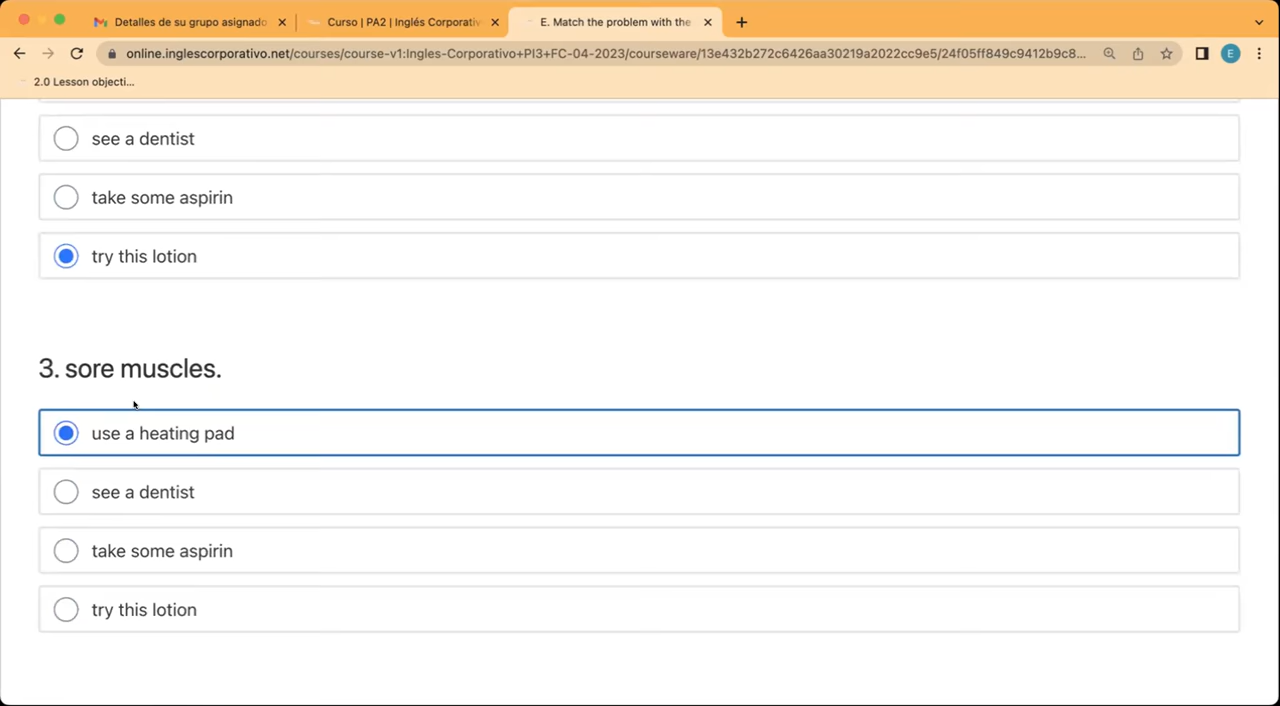 Detalles de su grupo asignado
Curso | PA2 | Inglés Corporativ
E. Match the problem with the
online.inglescorporativo.net/courses/course-v1:Ingles-Corporativo+PI3+FC-04-2023/courseware/13e432b272c6426aa30219a2022cc9e5/24f05ff849c9412b9c8...
E
2.0 Lesson objecti...
see a dentist
take some aspirin
try this lotion
3. sore muscles.
use a heating pad
see a dentist
take some aspirin
try this lotion